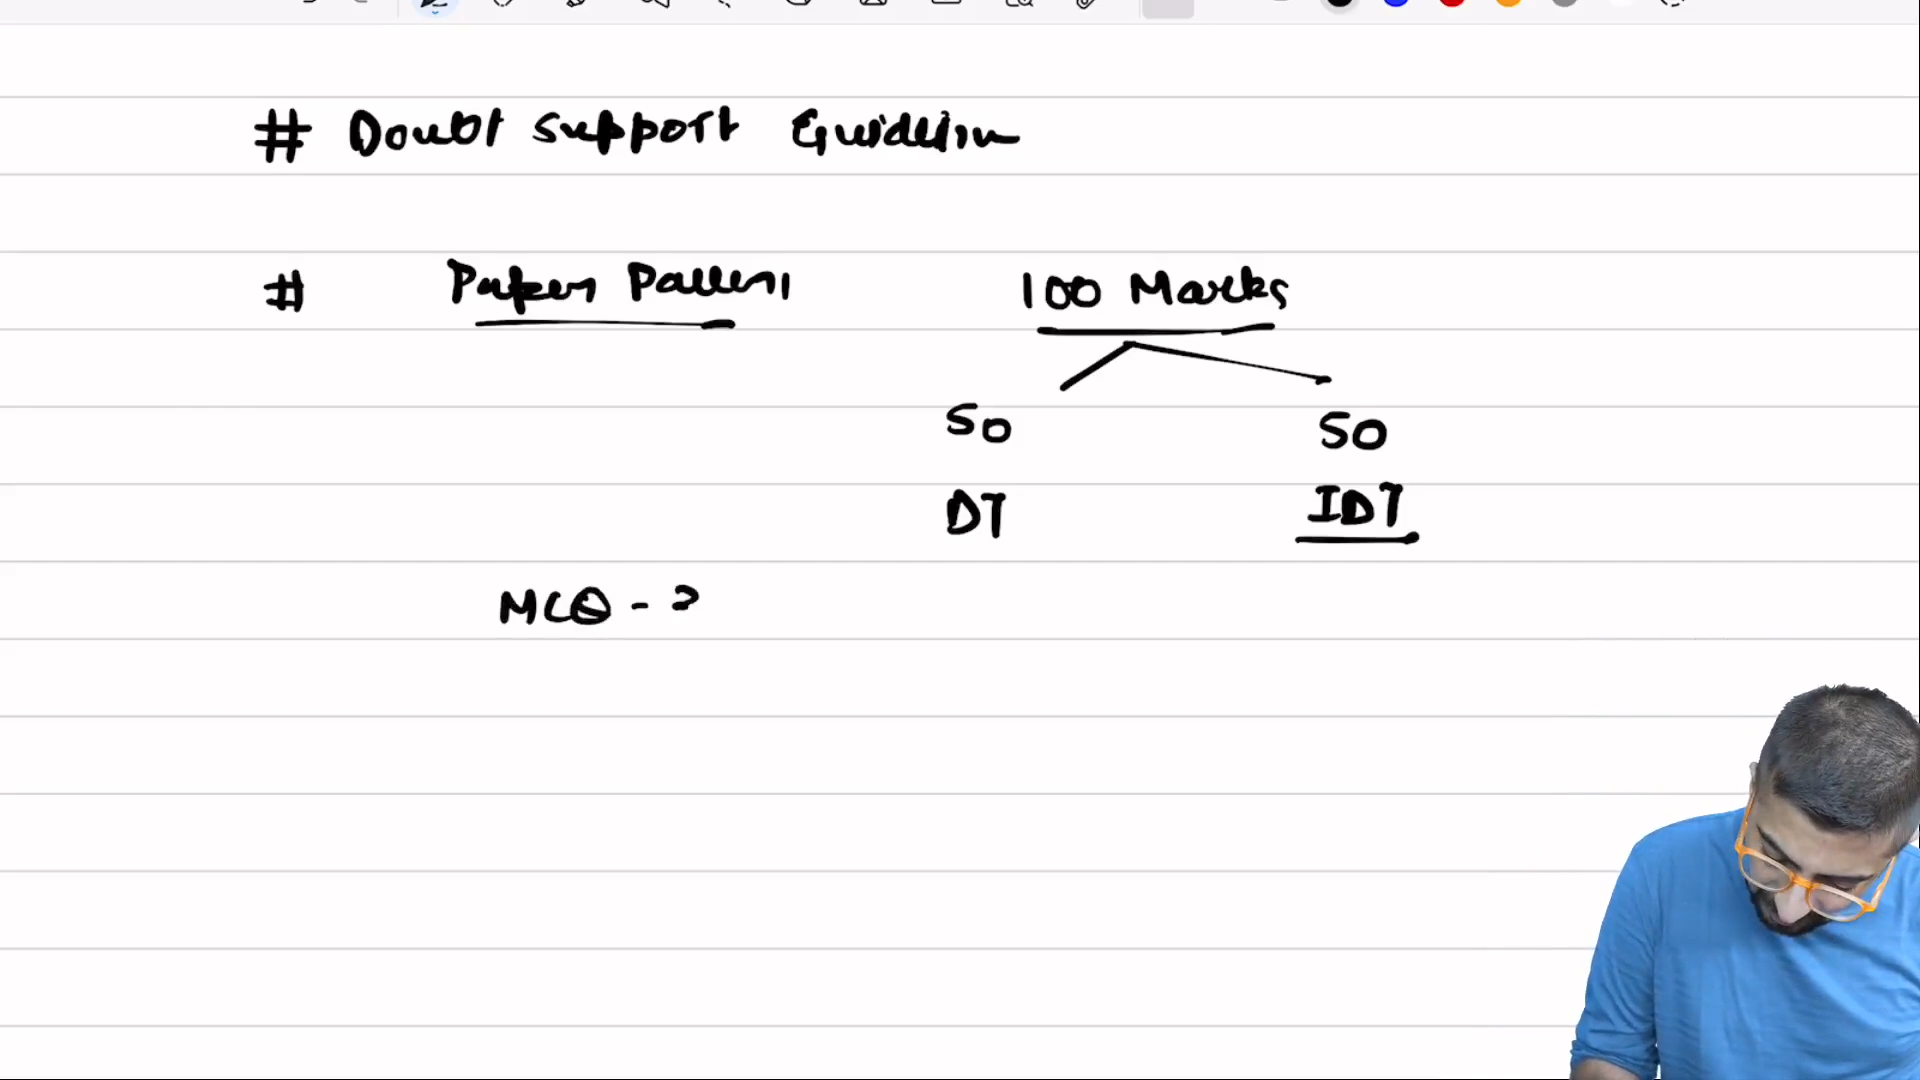 # Doubt support Guideline
# Paper Pattern 100 Marks
50 50
DT IDT
MCQ -